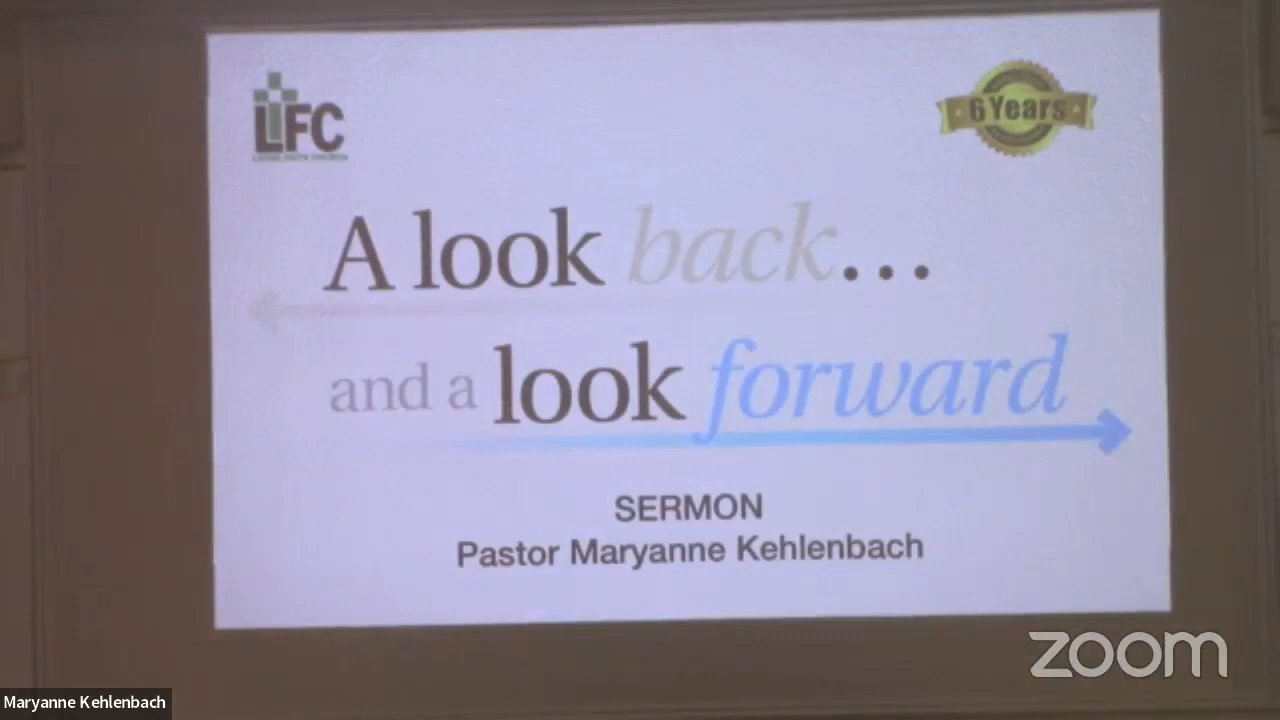 LFC
6 Years
A look back...
and a look forward
SERMON
Pastor Maryanne Kehlenbach
zoom
Maryanne Kehlenbach